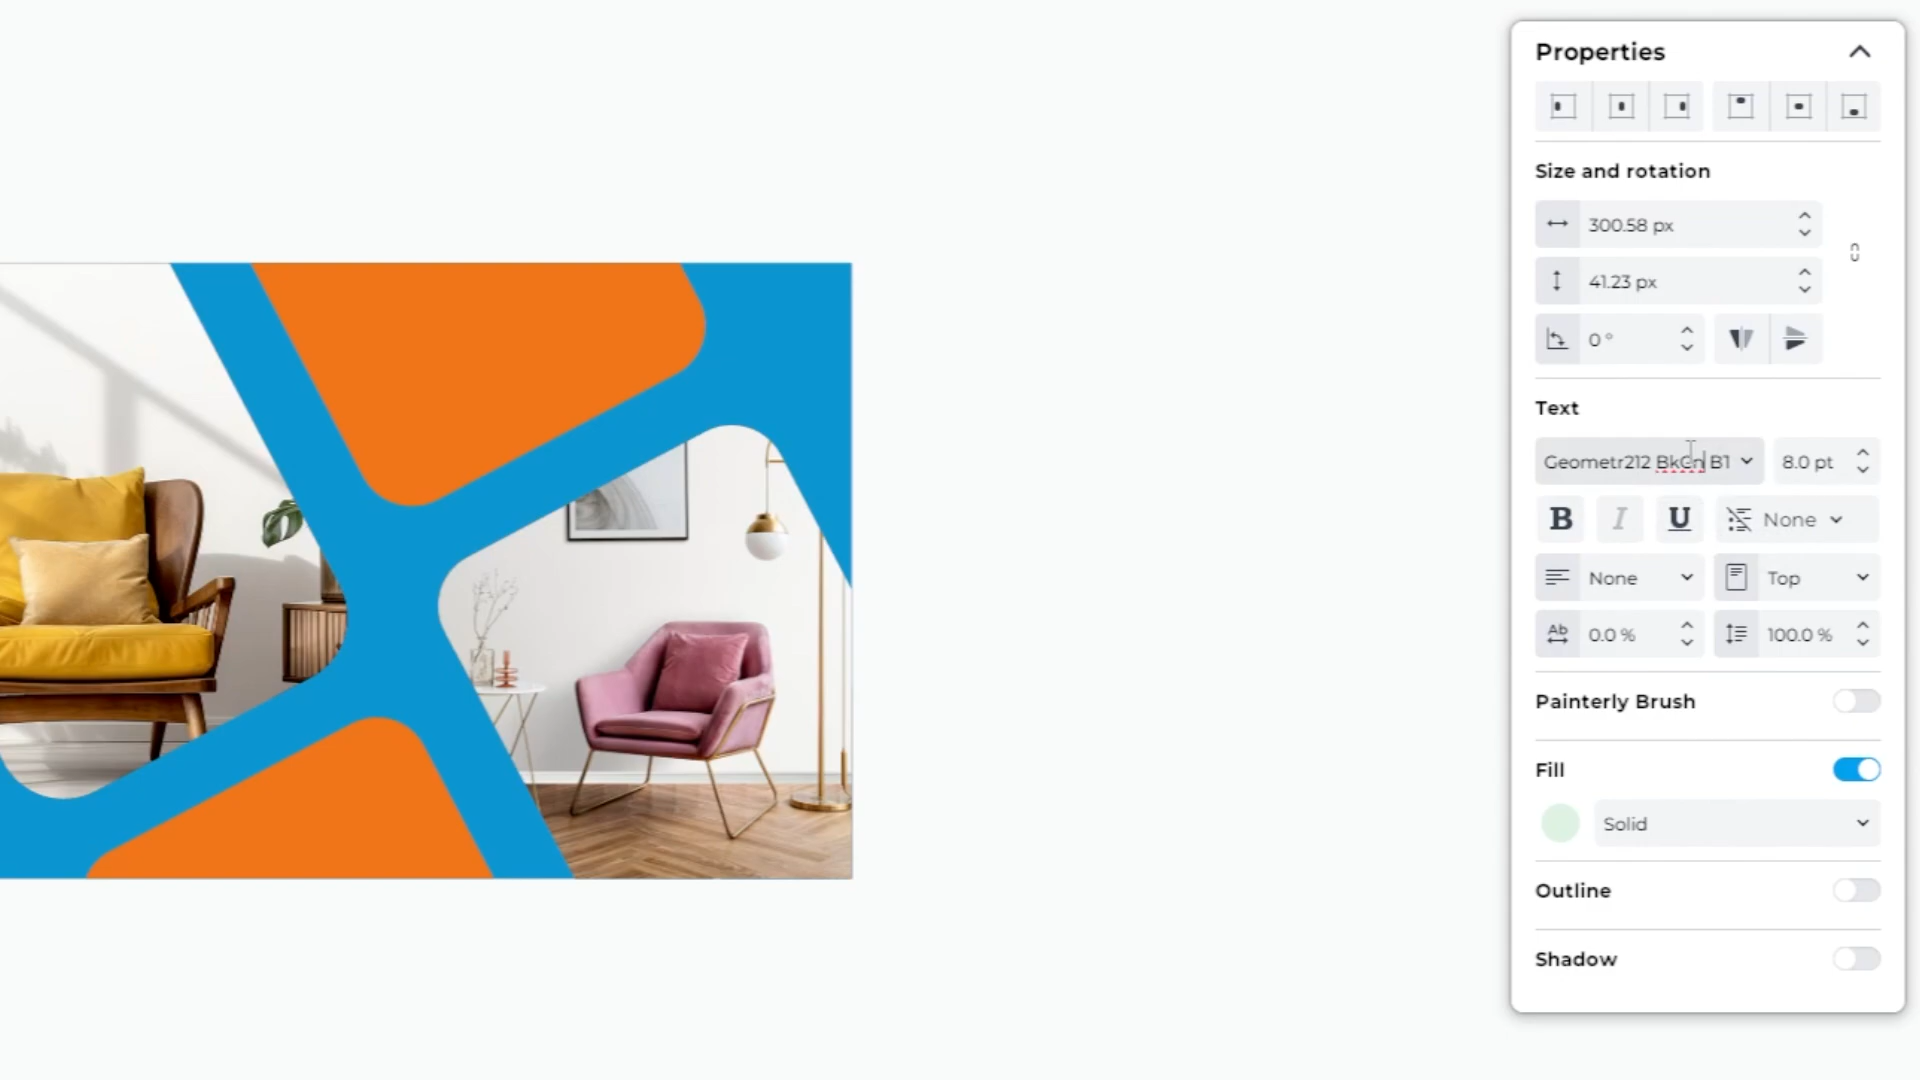 Properties
Size and rotation
300.58 px
41.23 px
0 °
Text
Geometr212 BkCn BT 8.0 pt
B I U None
None Top
Ab 0.0 % 100.0 %
Painterly Brush
Fill
Solid
Outline
Shadow